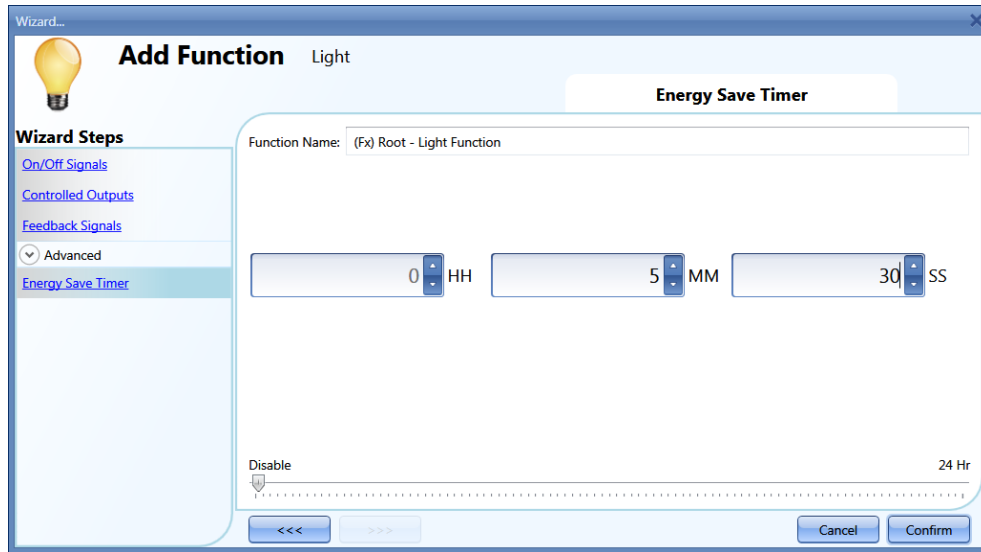 Wizard...
Add Function Light
Energy Save Timer
Wizard Steps
On/Off Signals
Controlled Outputs
Feedback Signals
Advanced
Energy Save Timer
Function Name: (Fx) Root - Light Function
0 HH 5 MM 30 SS
Disable 24 Hr
<<< >>> Cancel Confirm